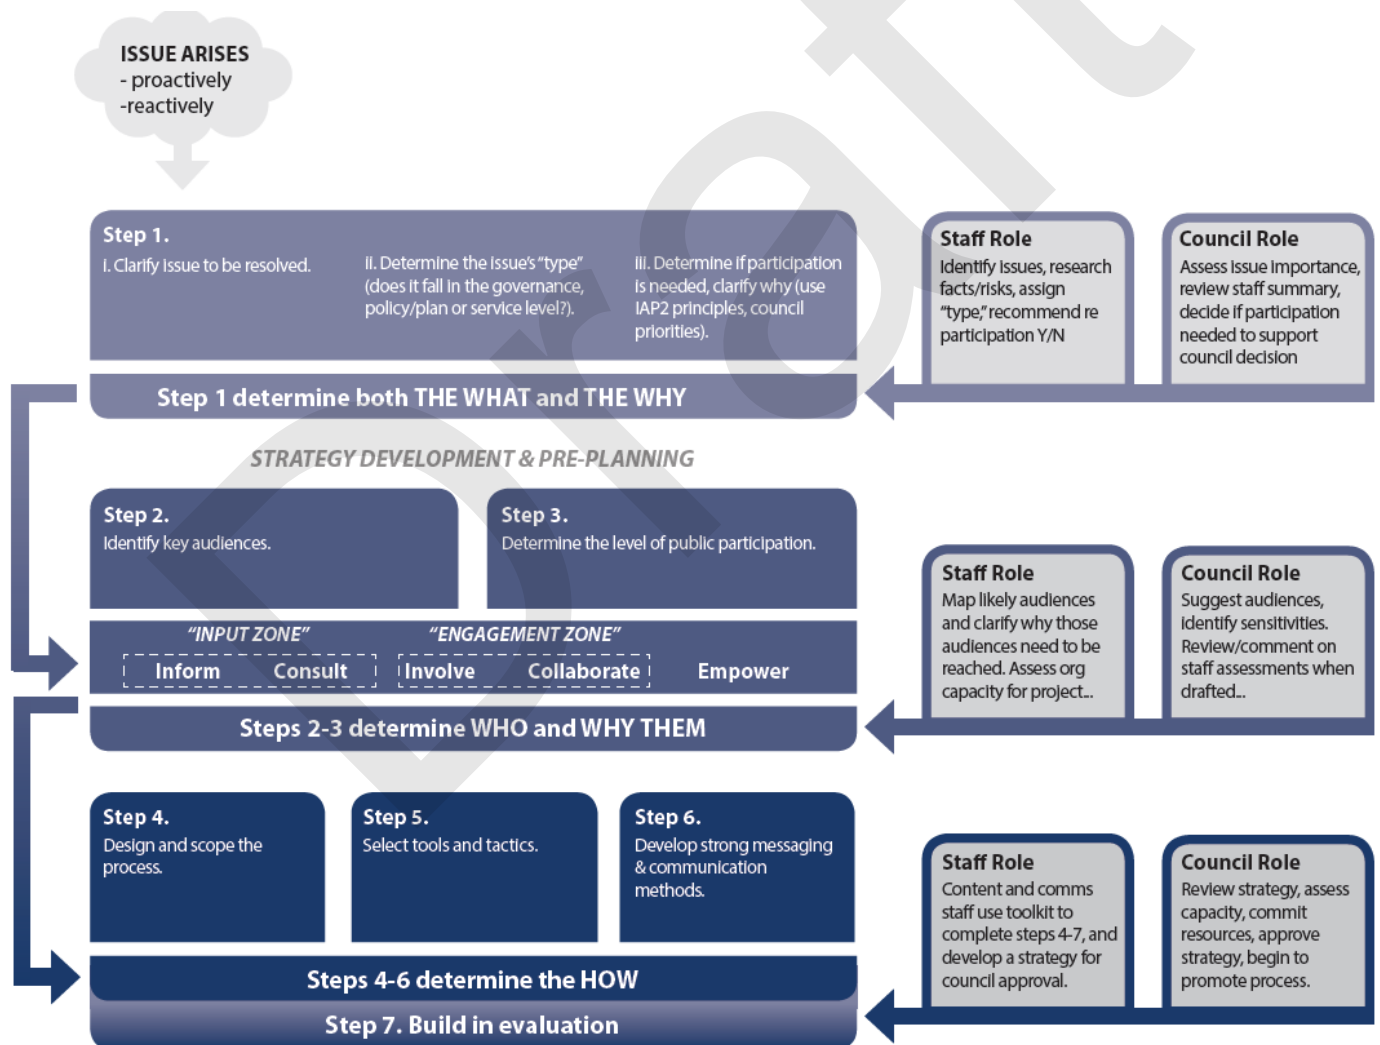 ISSUE ARISES
- proactively
-reactively
Step 1.
i. Clarify issue to be resolved.
ii. Determine the issue's "type"
(does it fall in the governance,
policy/plan or service level?).
iii. Determine if participation
is needed, clarify why (use
IAP2 principles, council
priorities).
Step 1 determine both THE WHAT and THE WHY
Staff Role
Identify issues, research
facts/risks, assign
"type," recommend re
participation Y/N
Council Role
Assess issue importance,
review staff summary,
decide if participation
needed to support
council decision
STRATEGY DEVELOPMENT & PRE-PLANNING
Step 2.
Identify key audiences.
Step 3.
Determine the level of public participation.
"INPUT ZONE" "ENGAGEMENT ZONE"
Inform Consult Involve Collaborate Empower
Steps 2-3 determine WHO and WHY THEM
Staff Role
Map likely audiences
and clarify why those
audiences need to be
reached. Assess org
capacity for project...
Council Role
Suggest audiences,
identify sensitivities.
Review/comment on
staff assessments when
drafted...
Step 4.
Design and scope the
process.
Step 5.
Select tools and tactics.
Step 6.
Develop strong messaging
& communication
methods.
Steps 4-6 determine the HOW
Step 7. Build in evaluation
Staff Role
Content and comms
staff use toolkit to
complete steps 4-7, and
develop a strategy for
council approval.
Council Role
Review strategy, assess
capacity, commit
resources, approve
strategy, begin to
promote process.
Draft